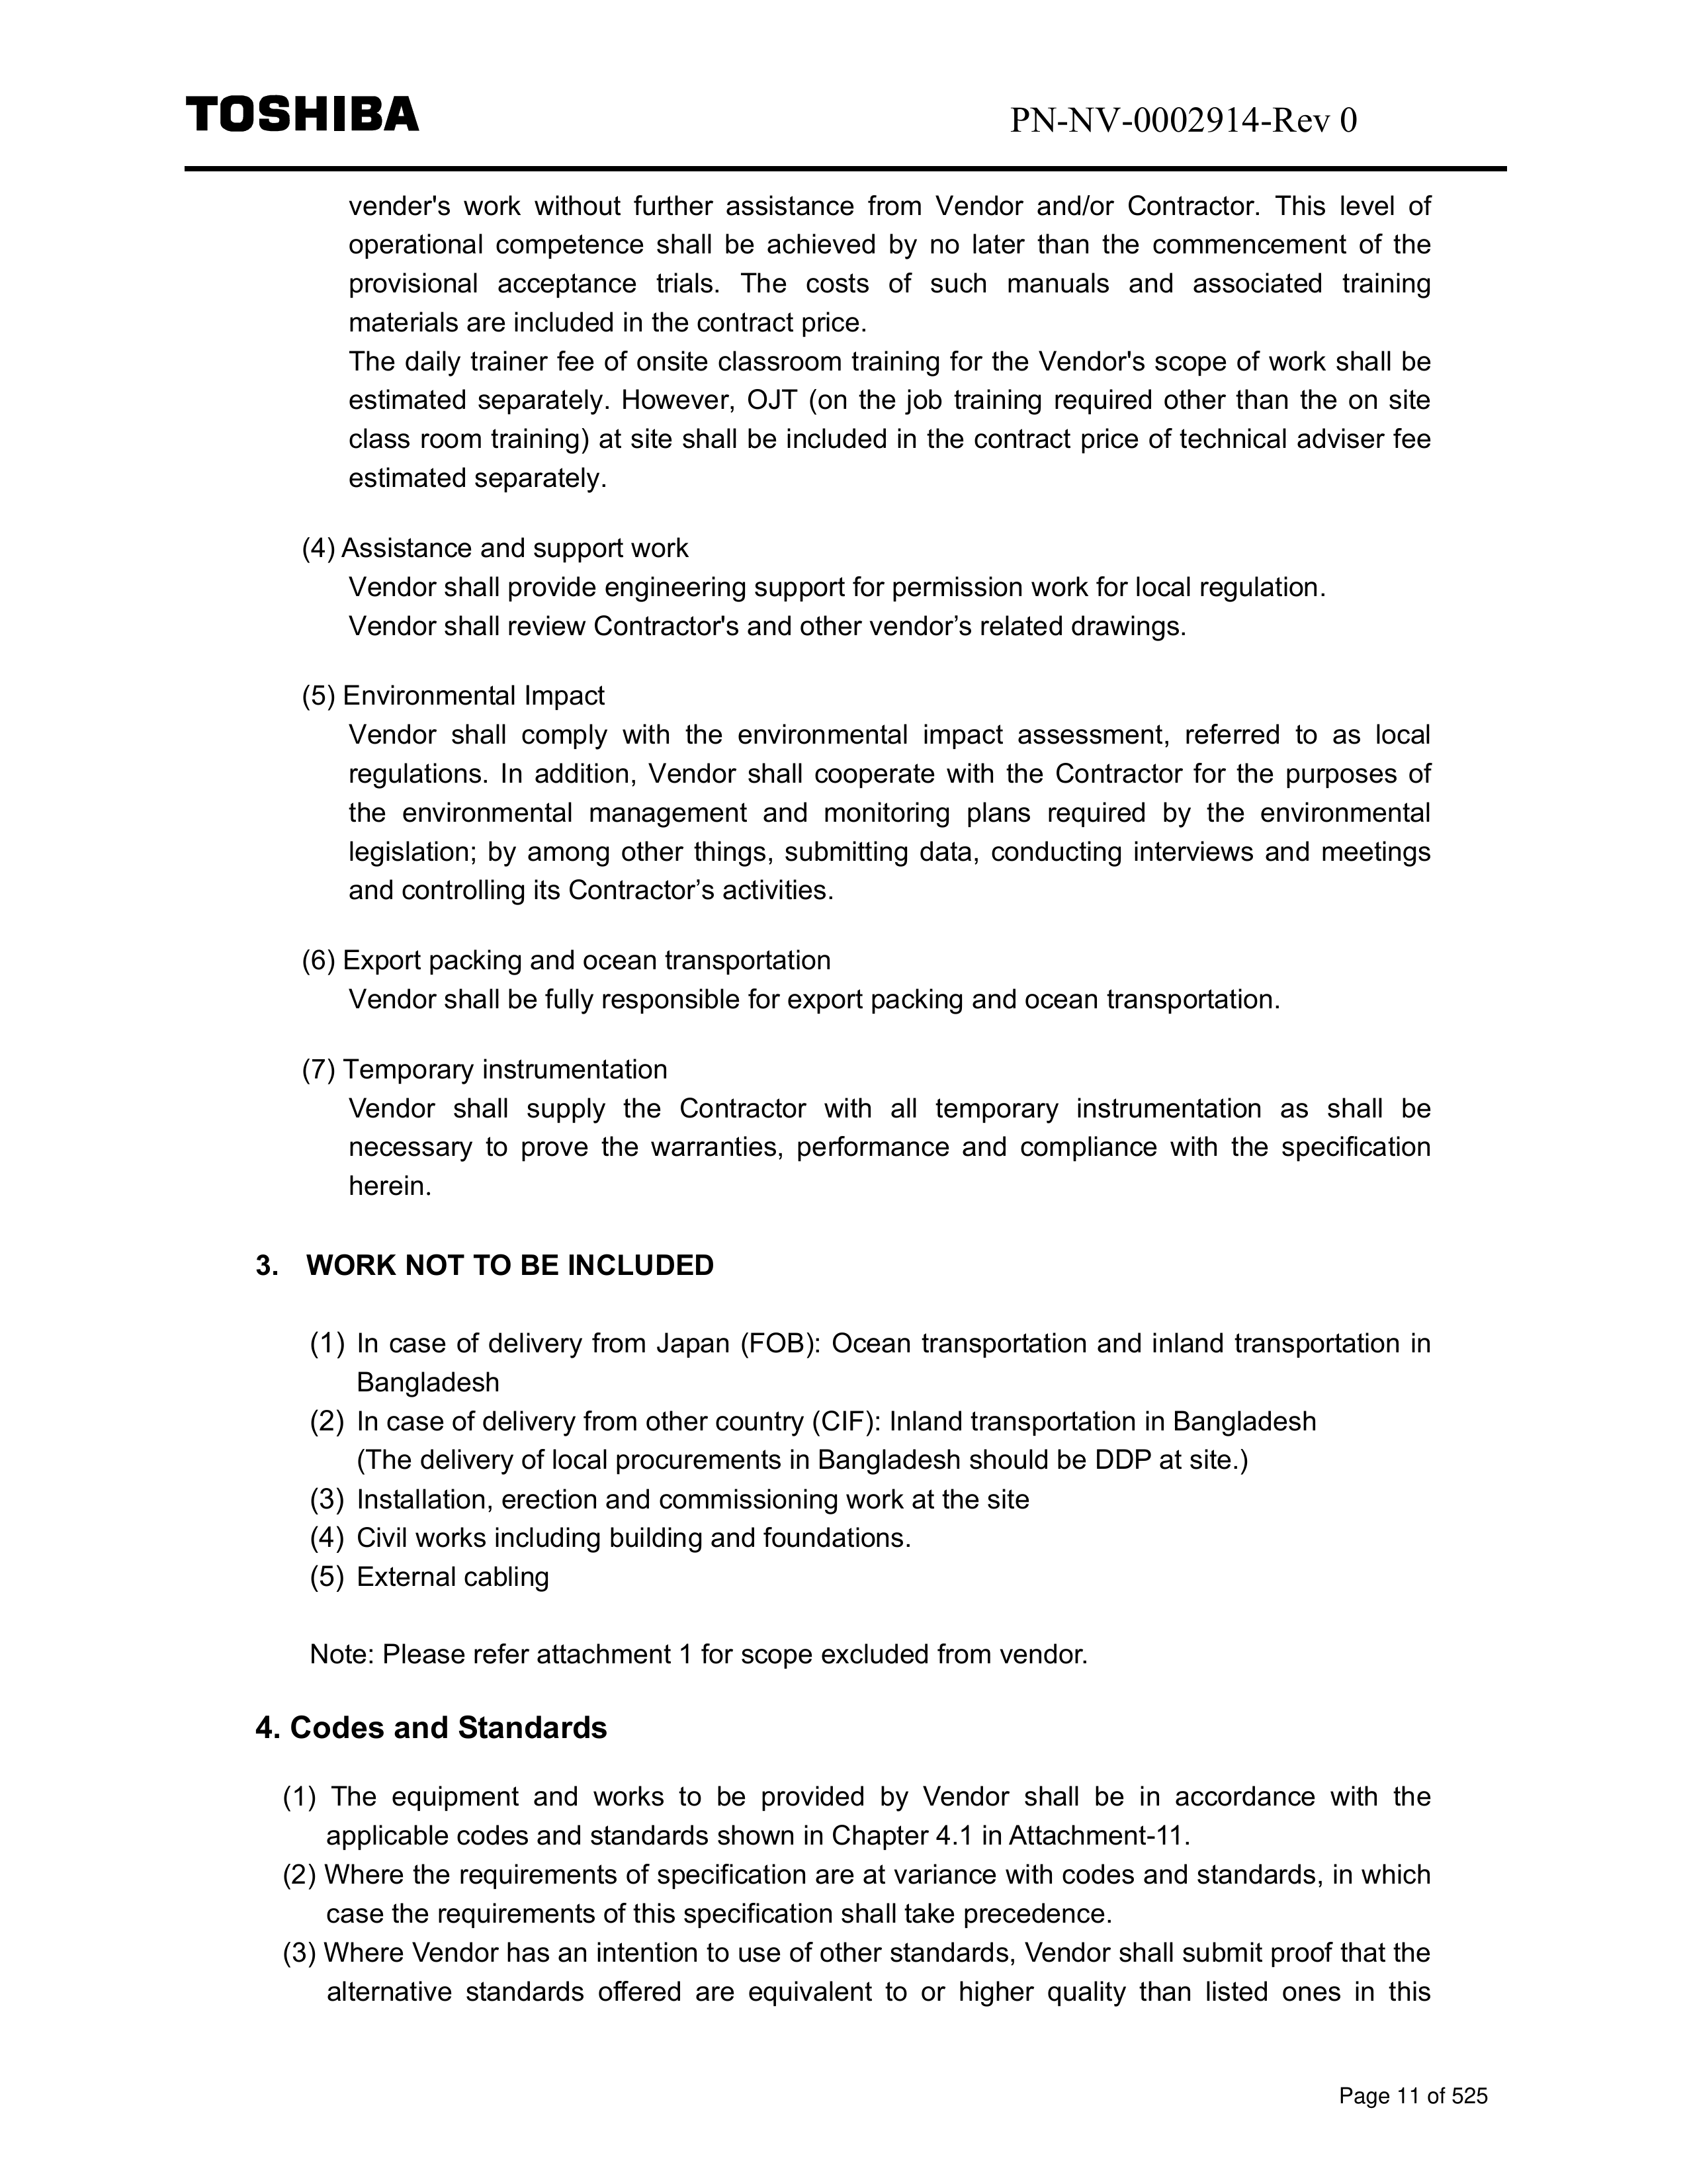 TOSHIBA
PN-NV-0002914-Rev 0
vender's work without further assistance from Vendor and/or Contractor. This level of
operational competence shall be achieved by no later than the commencement of the
provisional acceptance trials. The costs of such manuals and associated training
materials are included in the contract price.
The daily trainer fee of onsite classroom training for the Vendor's scope of work shall be
estimated separately. However, OJT (on the job training required other than the on site
class room training) at site shall be included in the contract price of technical adviser fee
estimated separately.
(4) Assistance and support work
Vendor shall provide engineering support for permission work for local regulation.
Vendor shall review Contractor's and other vendor’s related drawings.
(5) Environmental Impact
Vendor shall comply with the environmental impact assessment, referred to as local
regulations. In addition, Vendor shall cooperate with the Contractor for the purposes of
the environmental management and monitoring plans required by the environmental
legislation; by among other things, submitting data, conducting interviews and meetings
and controlling its Contractor’s activities.
(6) Export packing and ocean transportation
Vendor shall be fully responsible for export packing and ocean transportation.
(7) Temporary instrumentation
Vendor shall supply the Contractor with all temporary instrumentation as shall be
necessary to prove the warranties, performance and compliance with the specification
herein.
3. WORK NOT TO BE INCLUDED
(1) In case of delivery from Japan (FOB): Ocean transportation and inland transportation in
Bangladesh
(2) In case of delivery from other country (CIF): Inland transportation in Bangladesh
(The delivery of local procurements in Bangladesh should be DDP at site.)
(3) Installation, erection and commissioning work at the site
(4) Civil works including building and foundations.
(5) External cabling
Note: Please refer attachment 1 for scope excluded from vendor.
4. Codes and Standards
(1) The equipment and works to be provided by Vendor shall be in accordance with the
applicable codes and standards shown in Chapter 4.1 in Attachment-11.
(2) Where the requirements of specification are at variance with codes and standards, in which
case the requirements of this specification shall take precedence.
(3) Where Vendor has an intention to use of other standards, Vendor shall submit proof that the
alternative standards offered are equivalent to or higher quality than listed ones in this
Page 11 of 525